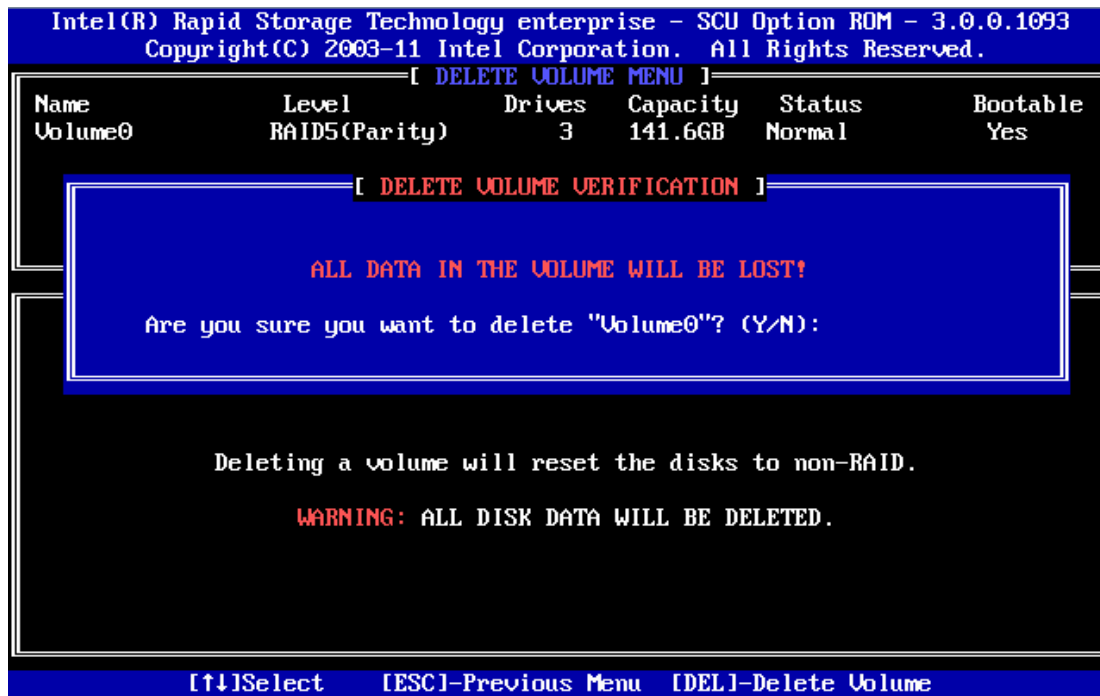 Intel(R) Rapid Storage Technology enterprise – SCU Option ROM – 3.0.0.1093
Copyright(C) 2003-11 Intel Corporation.  All Rights Reserved.
[ DELETE VOLUME MENU ]
Name Level Drives Capacity Status Bootable
Volume0 RAID5(Parity) 3 141.6GB Normal Yes
[ DELETE VOLUME VERIFICATION ]
ALL DATA IN THE VOLUME WILL BE LOST!
Are you sure you want to delete "Volume0"? (Y/N):
Deleting a volume will reset the disks to non-RAID.
WARNING: ALL DISK DATA WILL BE DELETED.
[↑↓]Select [ESC]-Previous Menu [DEL]-Delete Volume